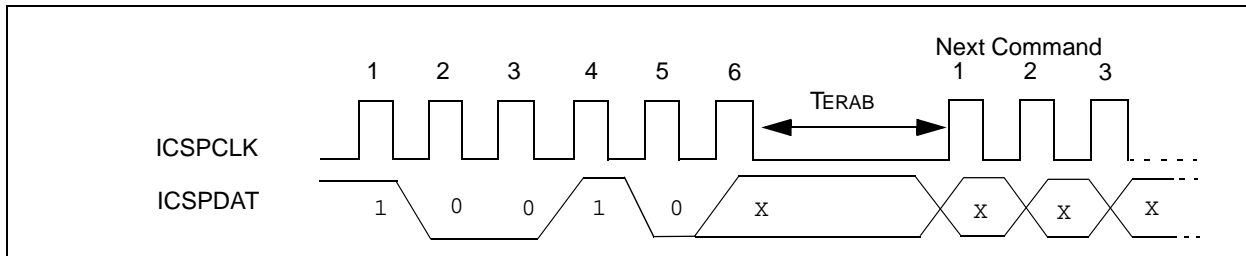 Next Command
1 2 3 4 5 6 1 2 3
TERAB
ICSPCLK
ICSPDAT
1 0 0 1 0 X X X X